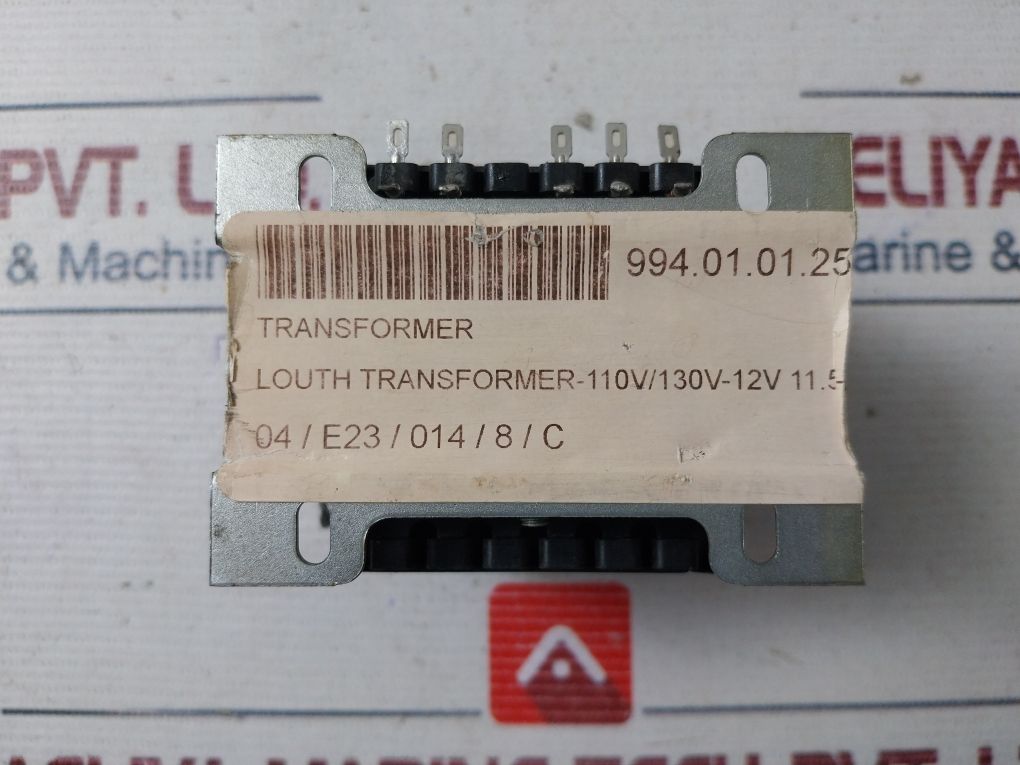 PVT. L
ELIYA
& Machin
arine &
994.01.01.25
TRANSFORMER
LOUTH TRANSFORMER-110V/130V-12V 11.5-
04 / E23 / 014 / 8 / C